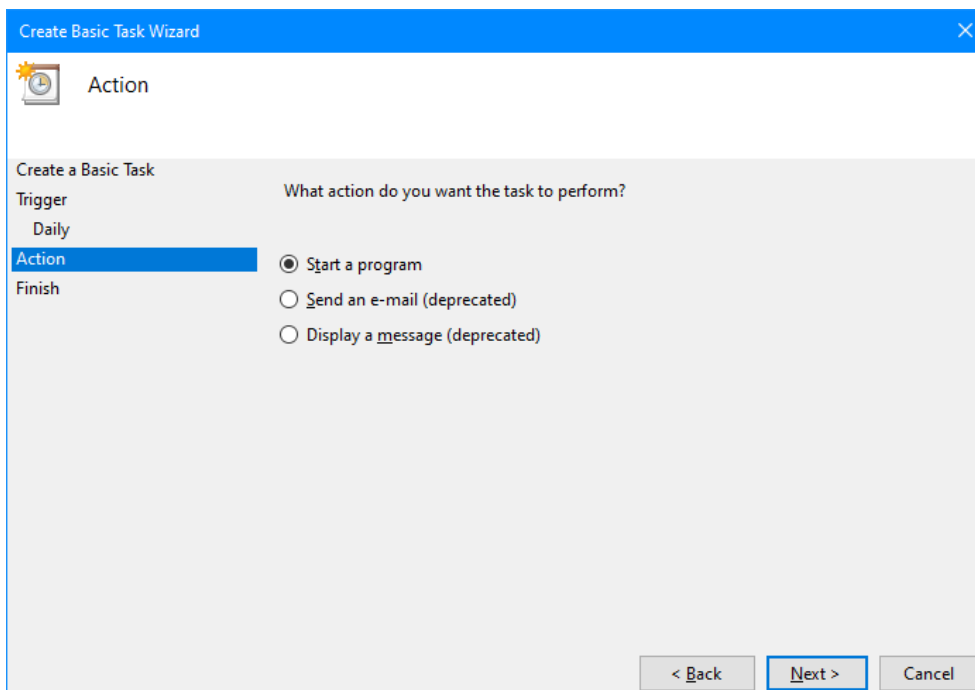 Create Basic Task Wizard
Action
Create a Basic Task
Trigger
Daily
Action
Finish
What action do you want the task to perform?
Start a program
Send an e-mail (deprecated)
Display a message (deprecated)
< Back
Next >
Cancel